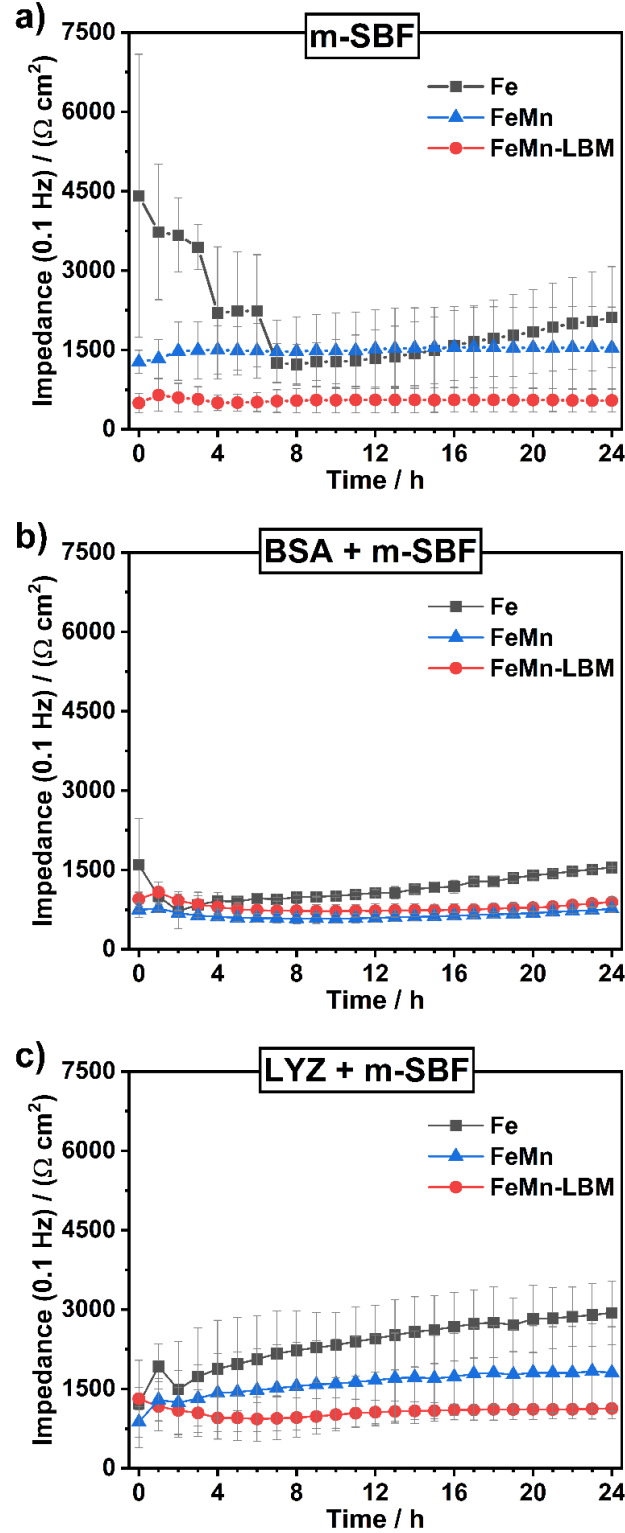 a)
m-SBF
Fe
FeMn
FeMn-LBM
Impedance (0.1 Hz) / (Ω cm²)
7500
6000
4500
3000
1500
0
0 4 8 12 16 20 24
Time / h
b)
BSA + m-SBF
Fe
FeMn
FeMn-LBM
Impedance (0.1 Hz) / (Ω cm²)
7500
6000
4500
3000
1500
0
0 4 8 12 16 20 24
Time / h
c)
LYZ + m-SBF
Fe
FeMn
FeMn-LBM
Impedance (0.1 Hz) / (Ω cm²)
7500
6000
4500
3000
1500
0
0 4 8 12 16 20 24
Time / h